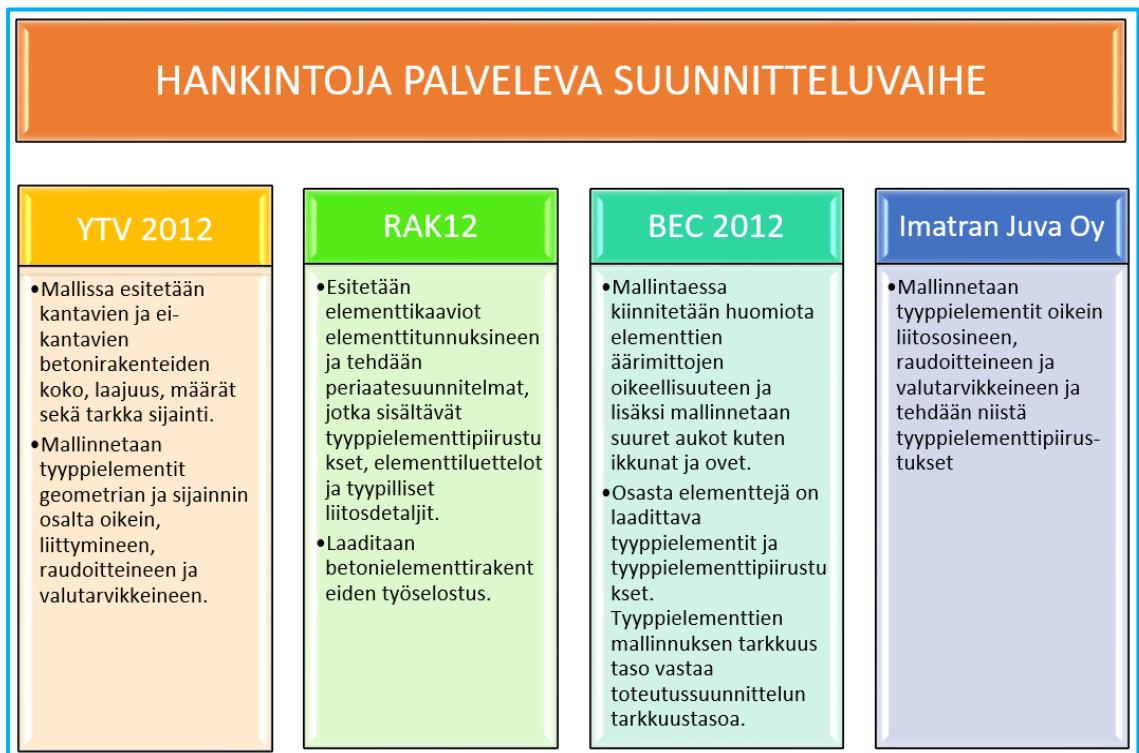 HANKINTOJA PALVELEVA SUUNNITTELUVAIHE
YTV 2012
•Mallissa esitetään
kantavien ja ei-
kantavien
betonirakenteiden
koko, laajuus, määrät
sekä tarkka sijainti.
•Mallinnetaan
tyyppielementit
geometrian ja sijainnin
osalta oikein,
liittymineen,
raudoitteineen ja
valutarvikkeineen.
RAK12
•Esitetään
elementtikaaviot
elementtitunnuksineen
ja tehdään
periaatesuunnitelmat,
jotka sisältävät
tyyppielementtipiirustu
kset, elementtiluettelot
ja tyypilliset
liitosdetaljit.
•Laaditaan
betonielementtirakent
eiden työselostus.
BEC 2012
•Mallintaessa
kiinnitetään huomiota
elementtien
äärimittojen
oikeellisuuteen ja
lisäksi mallinnetaan
suuret aukot kuten
ikkunat ja ovet.
•Osasta elementtejä on
laadittava
tyyppielementit ja
tyyppielementtipiirustu
kset.
Tyyppielementtien
mallinnuksen tarkkuus
taso vastaa
toteutussuunnittelun
tarkkuustasoa.
Imatran Juva Oy
•Mallinnetaan
tyyppielementit oikein
liitososineen,
raudoitteineen ja
valutarvikkeineen ja
tehdään niistä
tyyppielementtipiirus-
tukset